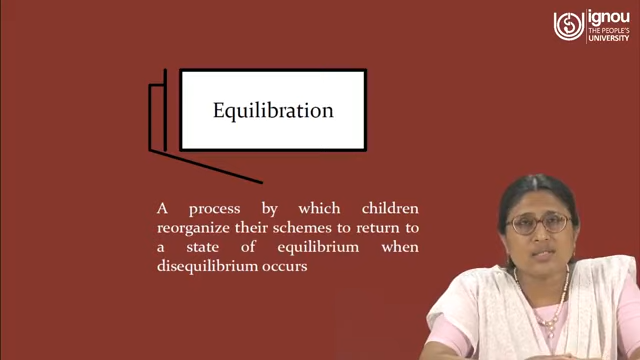 ignou
THE PEOPLE'S
UNIVERSITY
Equilibration
A process by which children
reorganize their schemes to return to
a state of equilibrium when
disequilibrium occurs